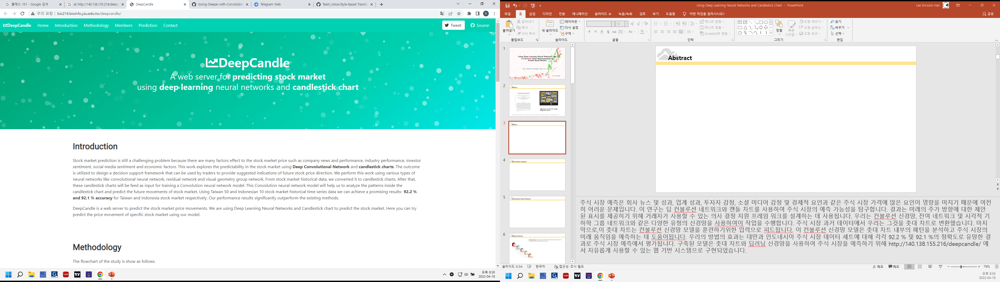 클래스 101 - Google 검색
at http://140.138.155.216/deepc
DeepCandle
Going-Deeper-with-Convolution
Telegram Web
Team_Voice/Style-Based Transfo
주의 요함
bio216.bioinfo.yzu.edu.tw/deepcandle/
DeepCandle Home Introduction Methodology Members Prediction Contact Tweet Source
DeepCandle
A web server for predicting stock market
using deep learning neural networks and candlestick chart
Introduction
Stock market prediction is still a challenging problem because there are many factors effect to the stock market price such as company news and performance, industry performance, investor
sentiment, social media sentiment and economic factors. This work explores the predictability in the stock market using Deep Convolutional Network and candlestick charts. The outcome
is utilized to design a decision support framework that can be used by traders to provide suggested indications of future stock price direction. We perform this work using various types of
neural networks like convolutional neural network, residual network and visual geometry group network. From stock market historical data, we converted it to candlestick charts. After that,
these candlestick charts will be feed as input for training a Convolution neural network model. This Convolution neural network model will help us to analyze the patterns inside the
candlestick chart and predict the future movements of stock market. Using Taiwan 50 and Indonesian 10 stock market historical time series data we can achieve a promising results- 92.2 %
and 92.1 % accuracy for Taiwan and Indonesia stock market respectively. Our performance results significantly outperform the existing methods.
DeepCandle is a web server to predict the stock market price movements. We are using Deep Learning Neural Networks and Candlestick chart to predict the stock market. Here you can try
predict the price movement of specific stock market using our model.
Methodology
The flowchart of the study is show as follows.
오후 8:30
2022-04-18
Using Deep Learning Neural Networks and Candlestick Chart - PowerPoint
Lee Ericsson Han
파일 홈 삽입 디자인 전환 애니메이션 슬라이드 쇼 녹음/녹화 검토 보기 도움말 어떤 작업을 원하시나요? 공유
붙여넣기 잘라내기 복사 서식 복사
클립보드
새 슬라이드 레이아웃 다시 설정 구역
슬라이드
18
글꼴
텍스트 방향
텍스트 맞춤
SmartArt로 변환
단락
정렬 빠른 스타일 도형 채우기 도형 윤곽선 도형 효과
그리기
찾기
바꾸기
선택
편집
1
Using Deep Learning Neural Networks and
Candlestick Chart Representation to
Predict Stock Market
2
Abstract
3
Abstract
4
Stock Market Prediction
5
Convolutional Neural Network
6
Residual Network
Abstract
주식 시장 예측은 회사 뉴스 및 성과, 업계 성과, 투자자 감정, 소셜 미디어 감정 및 경제적 요인과 같은 주식 시장 가격에 많은 요인이 영향을 미치기 때문에 여전
히 어려운 문제입니다. 이 연구는 딥 컨볼루션 네트워크와 캔들 차트를 사용하여 주식 시장의 예측 가능성을 탐구합니다. 결과는 미래의 주가 방향에 대한 제안
된 표시를 제공하기 위해 거래자가 사용할 수 있는 의사 결정 지원 프레임 워크를 설계하는 데 사용됩니다. 우리는 컨볼루션 신경망, 잔여 네트워크 및 시각적 기
하학 그룹 네트워크와 같은 다양한 유형의 신경망을 사용하여이 작업을 수행합니다. 주식 시장 과거 데이터에서 우리는 그것을 촛대 차트로 변환했습니다. 마지
막으로,이 촛대 차트는 컨볼루션 신경망 모델을 훈련하기위한 입력으로 피드됩니다. 이 컨볼루션 신경망 모델은 촛대 차트 내부의 패턴을 분석하고 주식 시장의
미래 움직임을 예측하는 데 도움이됩니다. 우리의 방법의 효과는 대만과 인도네시아 주식 시장 데이터 세트에 대해 각각 92.2 % 및 92.1 %의 정확도로 유망한 결
과로 주식 시장 예측에서 평가됩니다. 구축된 모델은 촛대 차트와 딥러닝 신경망을 사용하여 주식 시장을 예측하기 위해 http://140.138.155.216/deepcandle/ 에
서 자유롭게 사용할 수 있는 웹 기반 시스템으로 구현되었습니다.
슬라이드 3/34 한국어 접근성: 조사 필요 메모 메모 79%
오후 8:30
2022-04-18